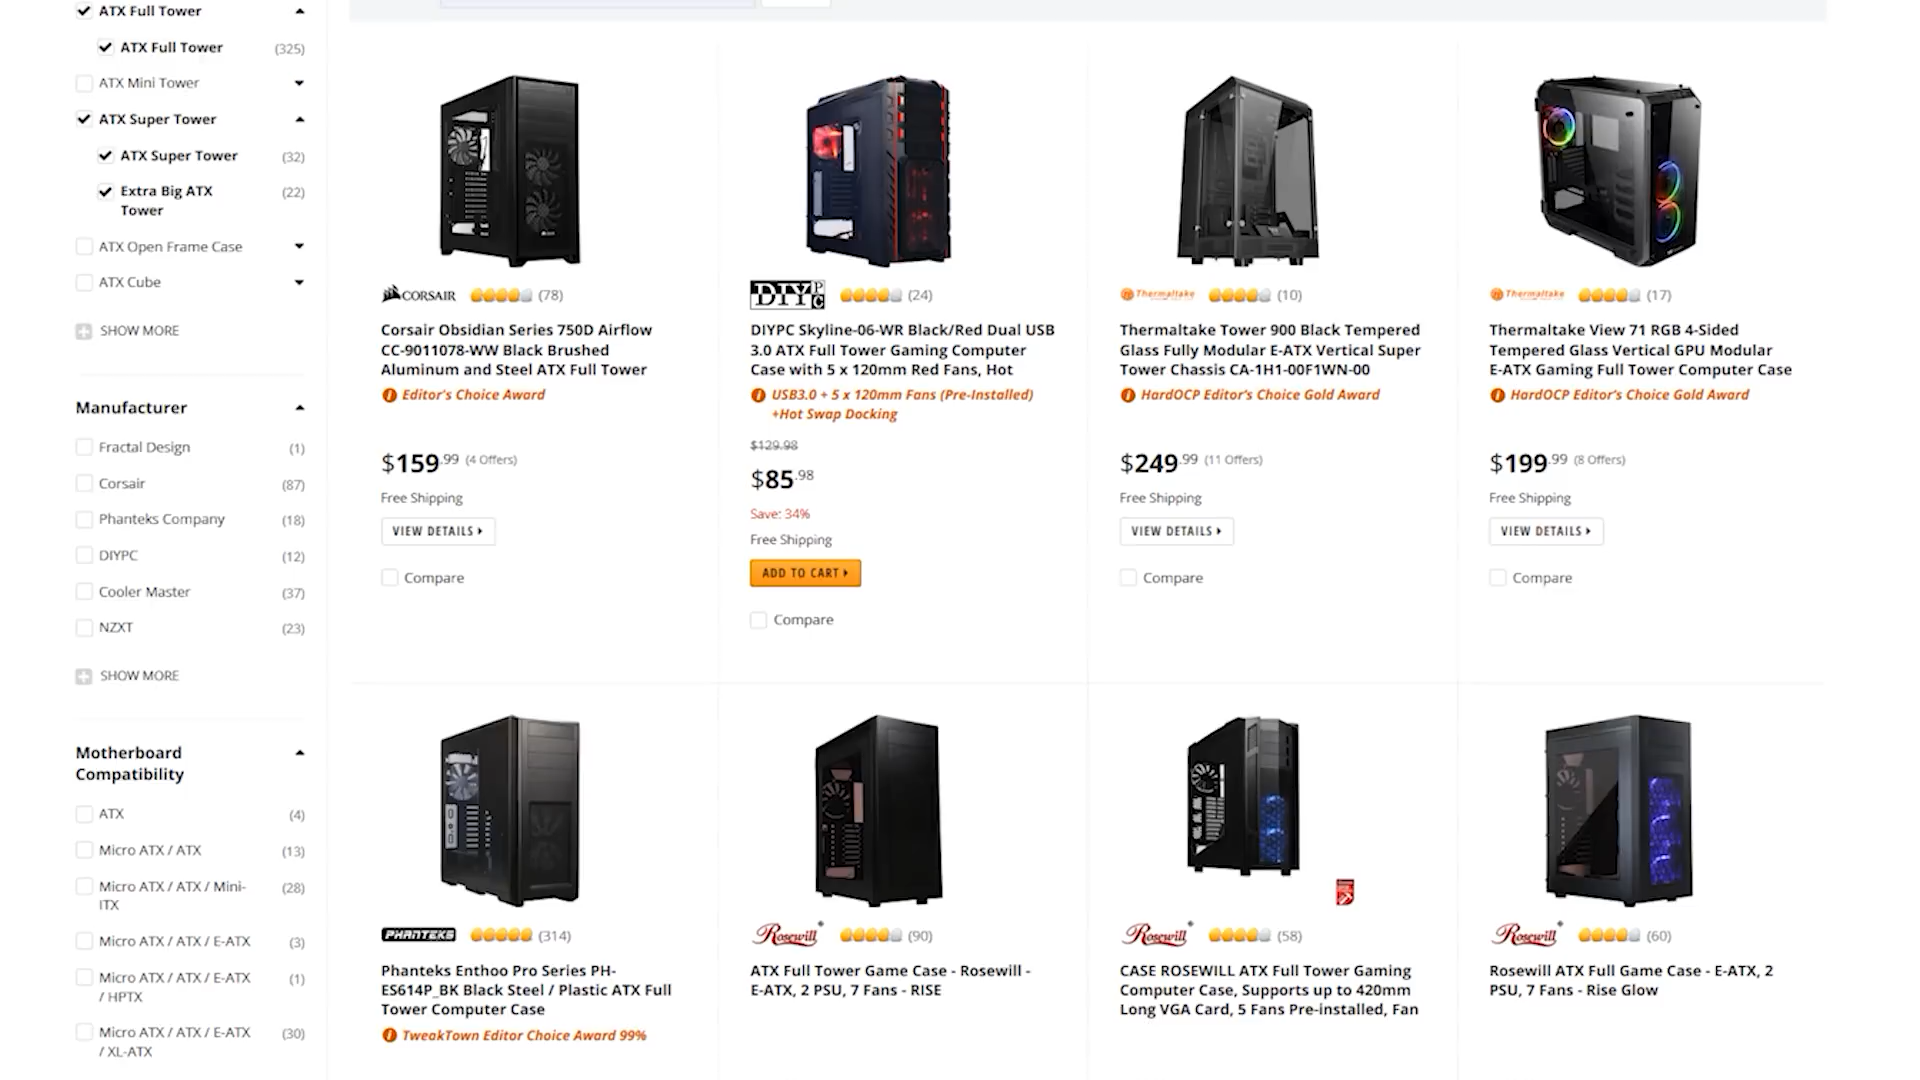 ATX Full Tower
ATX Full Tower (325)
ATX Mini Tower
ATX Super Tower
ATX Super Tower (32)
Extra Big ATX (22)
Tower
ATX Open Frame Case
ATX Cube
SHOW MORE
Manufacturer
Fractal Design (1)
Corsair (87)
Phanteks Company (18)
DIYPC (12)
Cooler Master (37)
NZXT (23)
SHOW MORE
Motherboard
Compatibility
ATX (4)
Micro ATX / ATX (13)
Micro ATX / ATX / Mini- (28)
ITX
Micro ATX / ATX / E-ATX (3)
Micro ATX / ATX / E-ATX (1)
/ HPTX
Micro ATX / ATX / E-ATX (30)
/ XL-ATX
CORSAIR (78)
Corsair Obsidian Series 750D Airflow
CC-9011078-WW Black Brushed
Aluminum and Steel ATX Full Tower
Editor's Choice Award
$159.99 (4 Offers)
Free Shipping
VIEW DETAILS
Compare
DIYPC (24)
DIYPC Skyline-06-WR Black/Red Dual USB
3.0 ATX Full Tower Gaming Computer
Case with 5 x 120mm Red Fans, Hot
USB3.0 + 5 x 120mm Fans (Pre-Installed)
+Hot Swap Docking
$129.98
$85.98
Save: 34%
Free Shipping
ADD TO CART
Compare
Thermaltake (10)
Thermaltake Tower 900 Black Tempered
Glass Fully Modular E-ATX Vertical Super
Tower Chassis CA-1H1-00F1WN-00
HardOCP Editor's Choice Gold Award
$249.99 (11 Offers)
Free Shipping
VIEW DETAILS
Compare
Thermaltake (17)
Thermaltake View 71 RGB 4-Sided
Tempered Glass Vertical GPU Modular
E-ATX Gaming Full Tower Computer Case
HardOCP Editor's Choice Gold Award
$199.99 (8 Offers)
Free Shipping
VIEW DETAILS
Compare
PHANTEKS (314)
Phanteks Enthoo Pro Series PH-
ES614P_BK Black Steel / Plastic ATX Full
Tower Computer Case
TweakTown Editor Choice Award 99%
Rosewill (90)
ATX Full Tower Game Case - Rosewill -
E-ATX, 2 PSU, 7 Fans - RISE
Rosewill (58)
CASE ROSEWILL ATX Full Tower Gaming
Computer Case, Supports up to 420mm
Long VGA Card, 5 Fans Pre-installed, Fan
Rosewill (60)
Rosewill ATX Full Game Case - E-ATX, 2
PSU, 7 Fans - Rise Glow